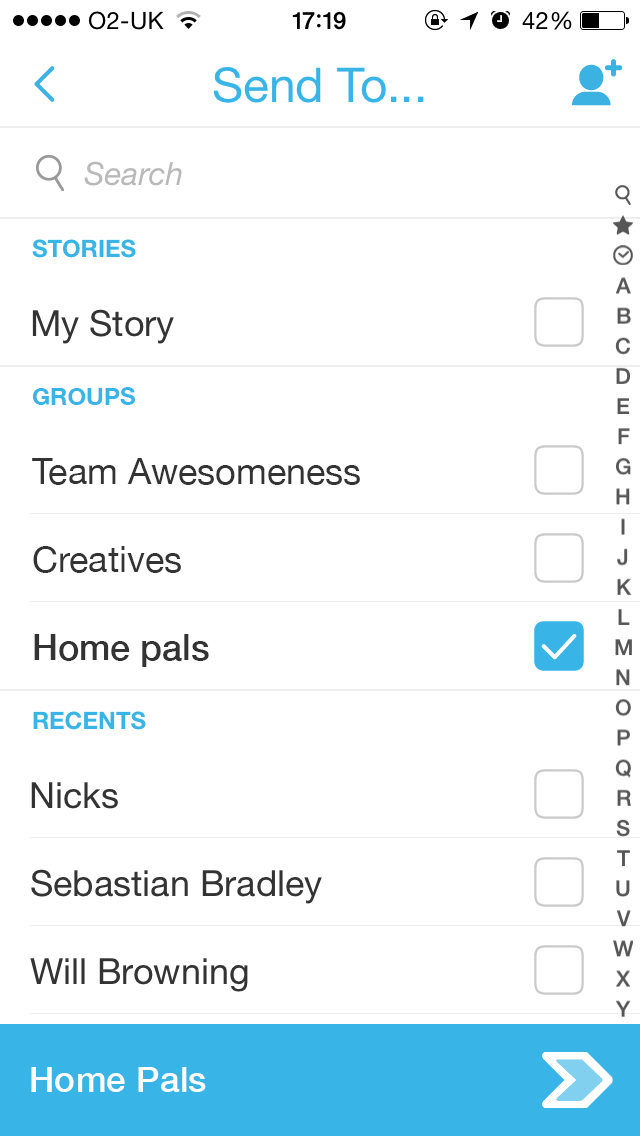 O2-UK 17:19 42%
Send To...
Search
STORIES
My Story
GROUPS
Team Awesomeness
Creatives
Home pals
RECENTS
Nicks
Sebastian Bradley
Will Browning
Home Pals
A
B
C
D
E
F
G
H
I
J
K
L
M
N
O
P
Q
R
S
T
U
V
W
X
Y